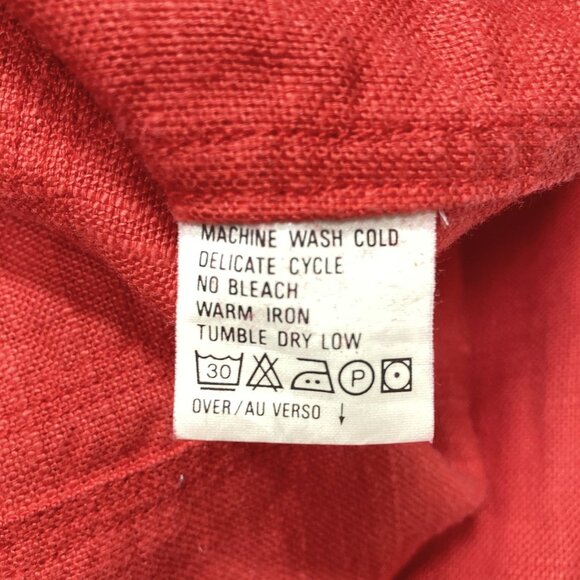 MACHINE WASH COLD
DELICATE CYCLE
NO BLEACH
WARM IRON
TUMBLE DRY LOW
30 P
OVER/AU VERSO ↓